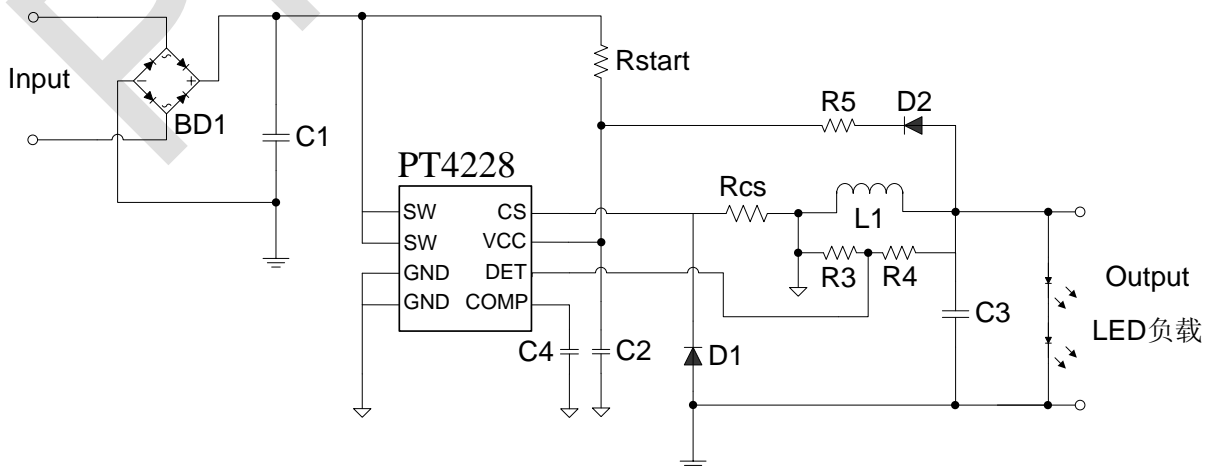 Input
BD1
C1
Rstart
R5
D2
PT4228
SW
SW
GND
GND
CS
VCC
DET
COMP
Rcs
L1
R3
R4
C4
C2
D1
C3
Output
LED负载